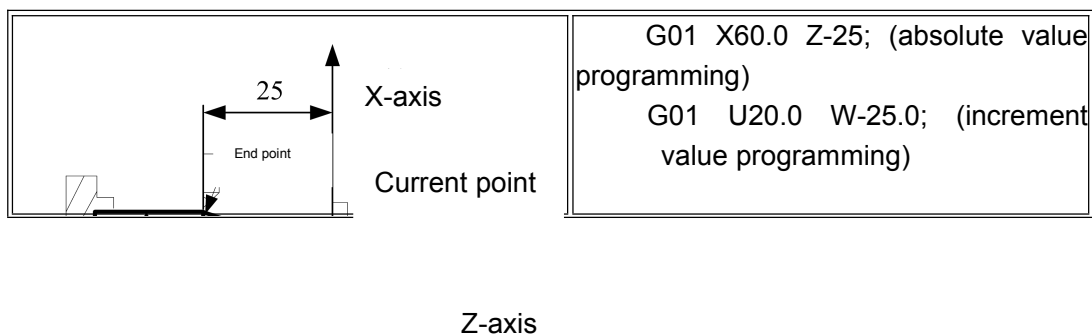 25
X-axis
End point
Current point
G01 X60.0 Z-25; (absolute value
programming)
G01 U20.0 W-25.0; (increment
value programming)
Z-axis